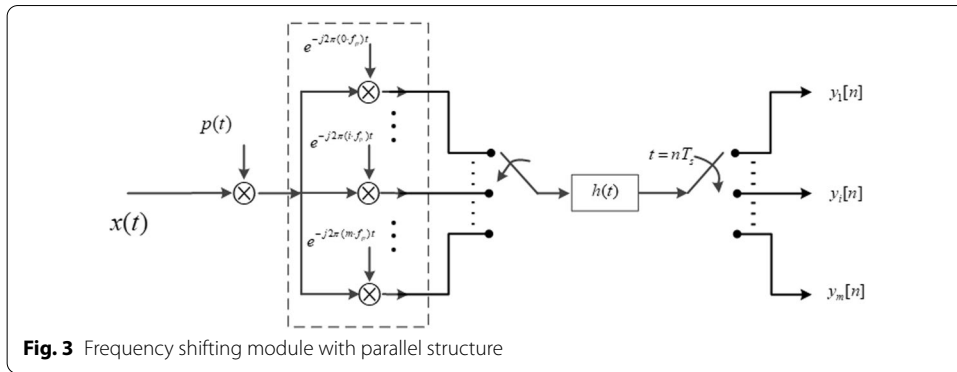 e^{-j2π(0·f_p)t}
p(t)
x(t)
e^{-j2π(i·f_p)t}
e^{-j2π(m·f_p)t}
h(t)
t = nT_s
y_1[n]
y_i[n]
y_m[n]
Fig. 3 Frequency shifting module with parallel structure